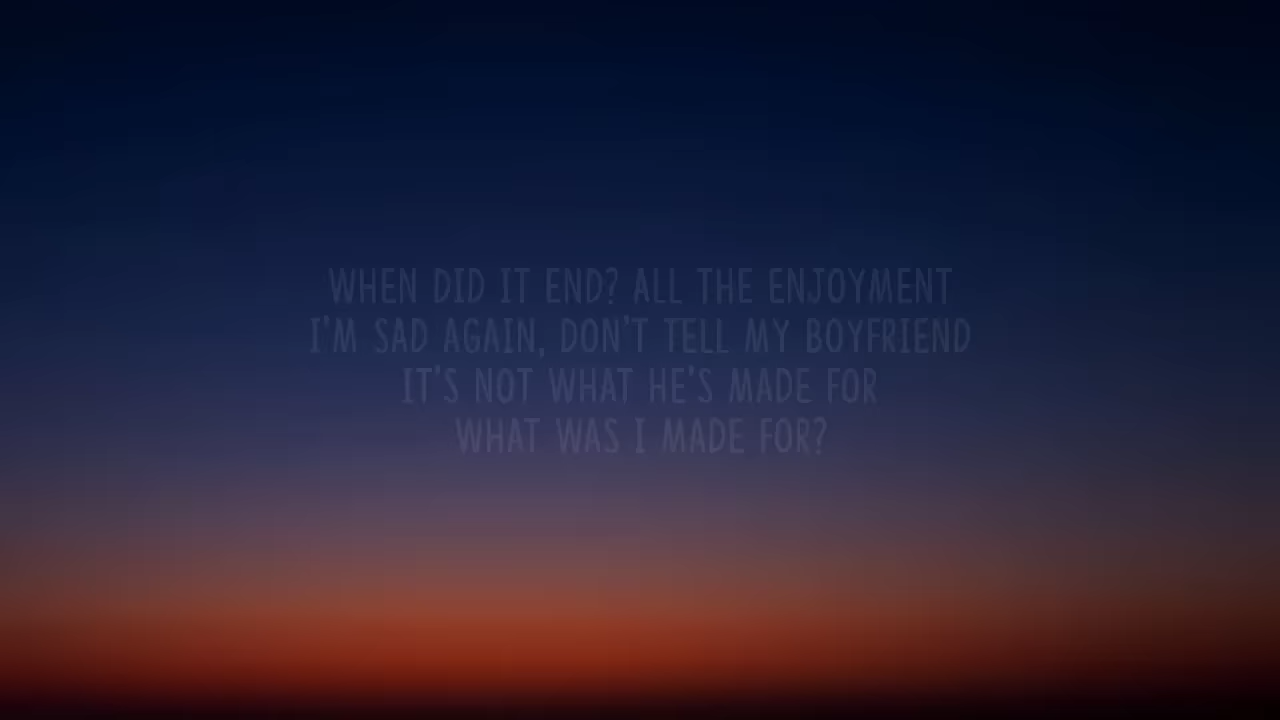 WHEN DID IT END? ALL THE ENJOYMENT
I'M SAD AGAIN, DON'T TELL MY BOYFRIEND
IT'S NOT WHAT HE'S MADE FOR
WHAT WAS I MADE FOR?